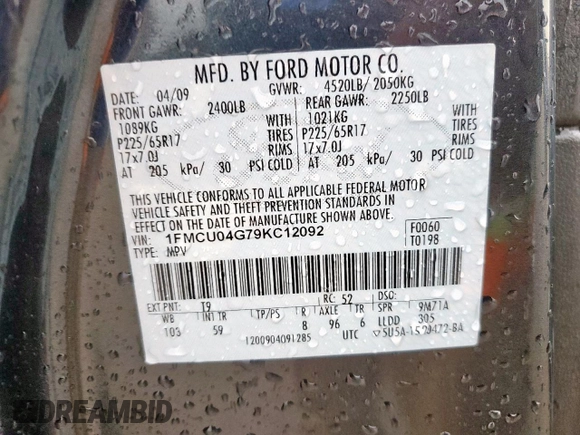 MFD. BY FORD MOTOR CO.
DATE: 04/09 GVWR: 4520LB/ 2050KG
FRONT GAWR: 2400LB REAR GAWR: 2250LB
1089KG WITH 1021KG WITH
P225/65R17 TIRES P225/65R17 TIRES
17x7.0J RIMS 17x7.0J RIMS
AT 205 kPa/ 30 PSI COLD AT 205 kPa/ 30 PSI COLD
THIS VEHICLE CONFORMS TO ALL APPLICABLE FEDERAL MOTOR
VEHICLE SAFETY AND THEFT PREVENTION STANDARDS IN
EFFECT ON THE DATE OF MANUFACTURE SHOWN ABOVE.
VIN: 1FMCU04G79KC12092 F0060
TYPE: MPV T0198
EXT PNT: T9 RC: 52 DSO:
WB INT TR TP/PS R AXLE TR SPR 9M71A
103 59 8 96 6 LLDD 305
1200904091285 UTC 5U5A-1520472-BA
DREAMBID